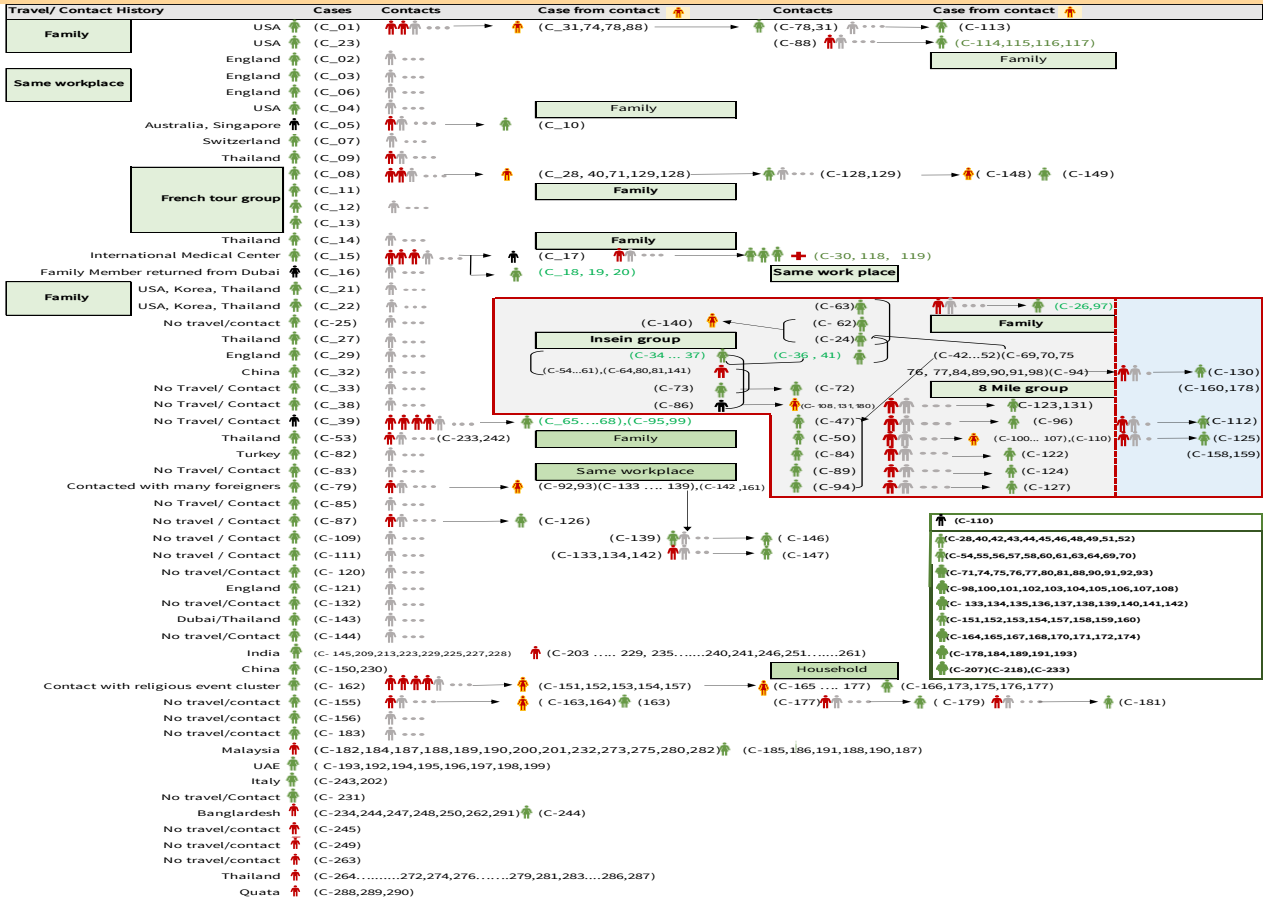 Travel/ Contact History Cases Contacts Case from contact Contacts Case from contact
Family
USA (C_01) (C_31,74,78,88) (C-78,31) (C-113)
USA (C_23) (C-88) (C-114,115,116,117)
England (C_02) Family
Same workplace
England (C_03)
England (C_06)
USA (C_04) Family
Australia, Singapore (C_05) (C_10)
Switzerland (C_07)
Thailand (C_09)
French tour group
(C_08) (C_28, 40,71,129,128) (C-128,129) ( C-148) (C-149)
(C_11) Family
(C_12)
(C_13)
Thailand (C_14) Family
International Medical Center (C_15) (C_17) (C-30, 118, 119)
Family Member returned from Dubai (C_16) (C_18, 19, 20) Same work place
Family
USA, Korea, Thailand (C_21)
USA, Korea, Thailand (C_22) (C-63) (C-26,97)
No travel/contact (C-25) (C-140) (C- 62) Family
Thailand (C_27) Insein group (C-24)
England (C_29) (C-34 ... 37) (C-36 , 41) (C-42...52)(C-69,70,75
China (C_32) (C-54...61),(C-64,80,81,141) 76, 77,84,89,90,91,98)(C-94) (C-130)
No Travel/ Contact (C_33) (C-73) (C-72) 8 Mile group (C-160,178)
No Travel/ Contact (C_38) (C-86) (C- 108,131,180) (C-123,131)
No Travel/ Contact (C_39) (C_65....68),(C-95,99) (C-47) (C-96) (C-112)
Thailand (C-53) (C-233,242) Family (C-50) (C-100... 107),(C-110) (C-125)
Turkey (C-82) (C-84) (C-122) (C-158,159)
No Travel/ Contact (C-83) Same workplace (C-89) (C-124)
Contacted with many foreigners (C-79) (C-92,93)(C-133 .... 139),(C-142 ,161) (C-94) (C-127)
No Travel/ Contact (C-85)
No travel / Contact (C-87) (C-126) (C-110)
No travel / Contact (C-109) (C-139) ( C-146) (C-28,40,42,43,44,45,46,48,49,51,52)
No travel / Contact (C-111) (C-133,134,142) (C-147) (C-54,55,56,57,58,60,61,63,64,69,70)
No travel/Contact (C- 120) (C-71,74,75,76,77,80,81,88,90,91,92,93)
England (C-121) (C-98,100,101,102,103,104,105,106,107,108)
No travel/Contact (C-132) (C- 133,134,135,136,137,138,139,140,141,142)
Dubai/Thailand (C-143) (C-151,152,153,154,157,158,159,160)
No travel/Contact (C-144) (C-164,165,167,168,170,171,172,174)
India (C- 145,209,213,223,229,225,227,228) (C-203 ..... 229, 235.......240,241,246,251.......261) (C-178,184,189,191,193)
China (C-150,230) Household (C-207)(C-218),(C-233)
Contact with religious event cluster (C- 162) (C-151,152,153,154,157) (C-165 .... 177) (C-166,173,175,176,177)
No travel/contact (C-155) ( C-163,164) (163) (C-177) ( C-179) (C-181)
No travel/contact (C-156)
No travel/contact (C- 183)
Malaysia (C-182,184,187,188,189,190,200,201,232,273,275,280,282) (C-185,186,191,188,190,187)
UAE ( C-193,192,194,195,196,197,198,199)
Italy (C-243,202)
No travel/Contact (C- 231)
Banglardesh (C-234,244,247,248,250,262,291) (C-244)
No travel/contact (C-245)
No travel/contact (C-249)
No travel/contact (C-263)
Thailand (C-264..........272,274,276.......279,281,283....286,287)
Quata (C-288,289,290)